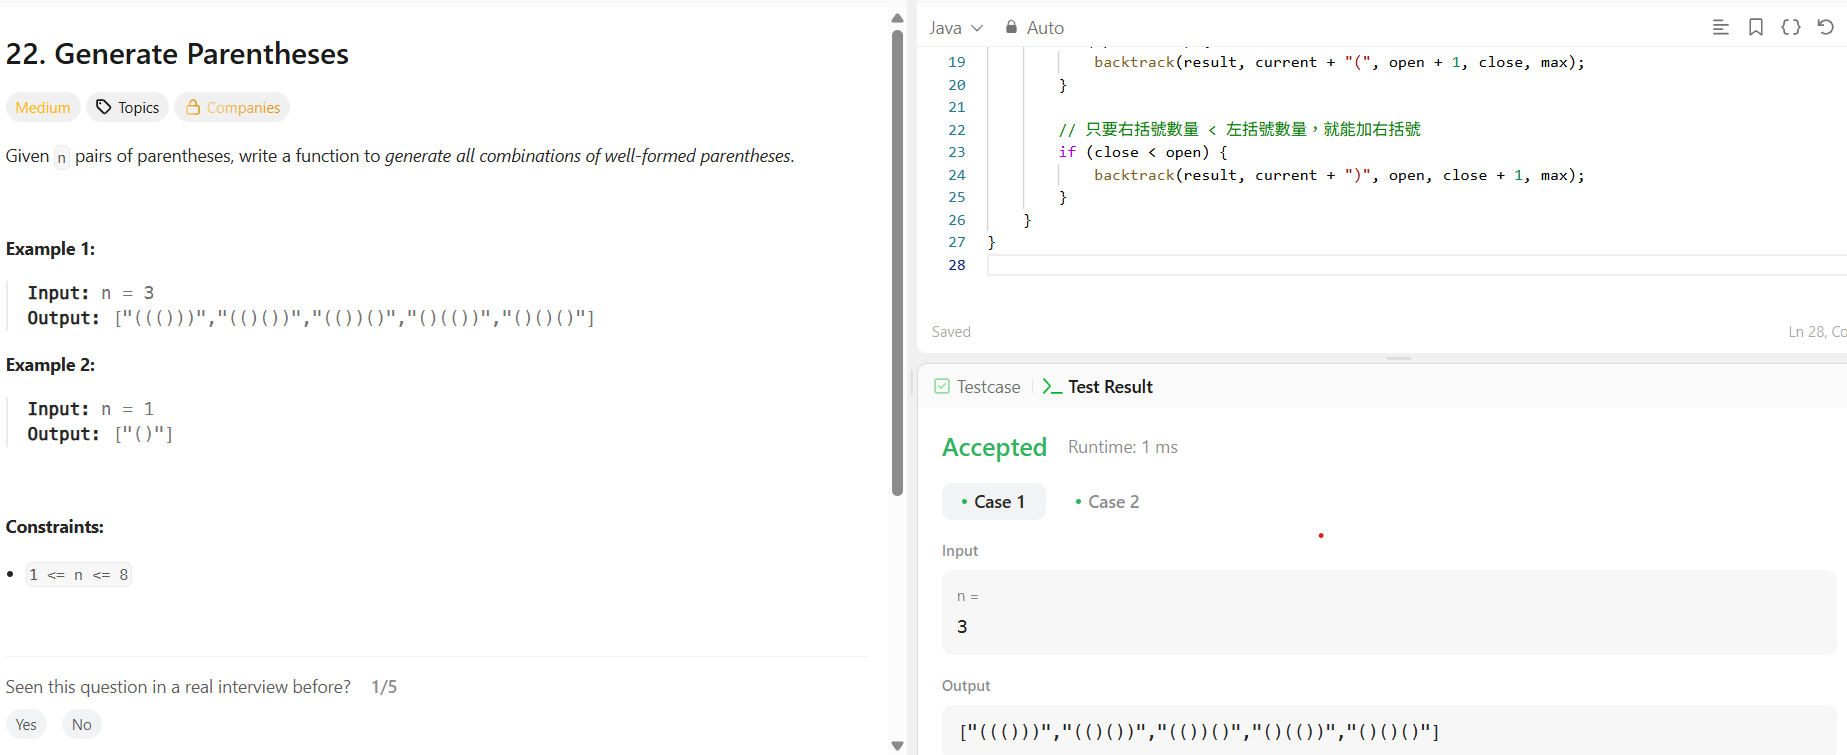 22. Generate Parentheses
Medium Topics Companies
Given n pairs of parentheses, write a function to generate all combinations of well-formed parentheses.
Example 1:
Input: n = 3
Output: ["((()))","(()())","(())()","()(())","()()()"]
Example 2:
Input: n = 1
Output: ["()"]
Constraints:
1 <= n <= 8
Seen this question in a real interview before? 1/5
Yes No
Java Auto
19 backtrack(result, current + "(", open + 1, close, max);
20 }
21
22 // 只要右括號數量 < 左括號數量，就能加右括號
23 if (close < open) {
24 backtrack(result, current + ")", open, close + 1, max);
25 }
26 }
27 }
28
Saved Ln 28, Co
Testcase Test Result
Accepted Runtime: 1 ms
Case 1 Case 2
Input
n =
3
Output
["((()))","(()())","(())()","()(())","()()()"]